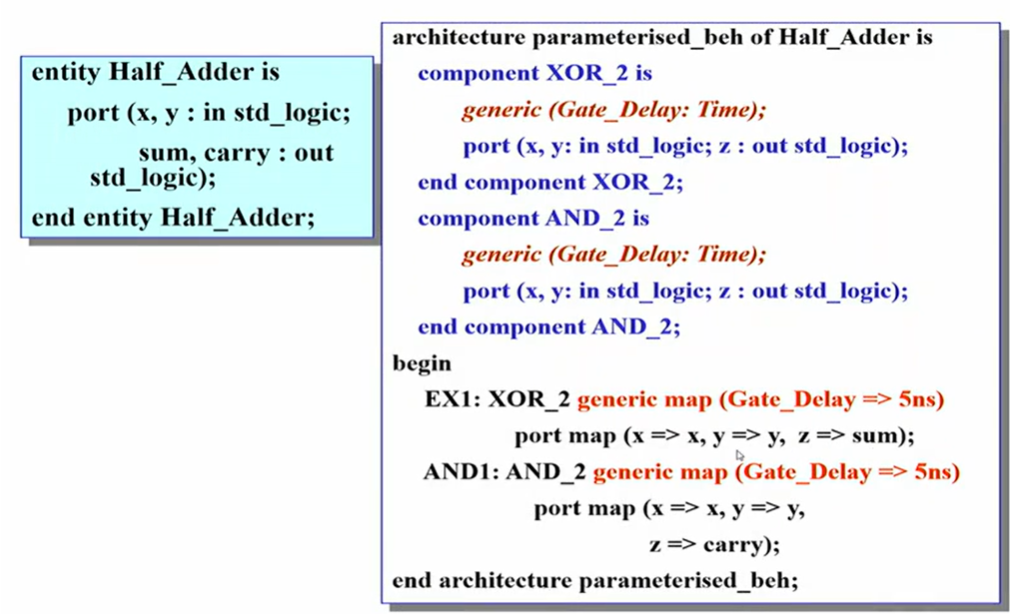 entity Half_Adder is
port (x, y : in std_logic;
sum, carry : out
std_logic);
end entity Half_Adder;
architecture parameterised_beh of Half_Adder is
component XOR_2 is
generic (Gate_Delay: Time);
port (x, y: in std_logic; z : out std_logic);
end component XOR_2;
component AND_2 is
generic (Gate_Delay: Time);
port (x, y: in std_logic; z : out std_logic);
end component AND_2;
begin
EX1: XOR_2 generic map (Gate_Delay => 5ns)
port map (x => x, y => y, z => sum);
AND1: AND_2 generic map (Gate_Delay => 5ns)
port map (x => x, y => y,
z => carry);
end architecture parameterised_beh;